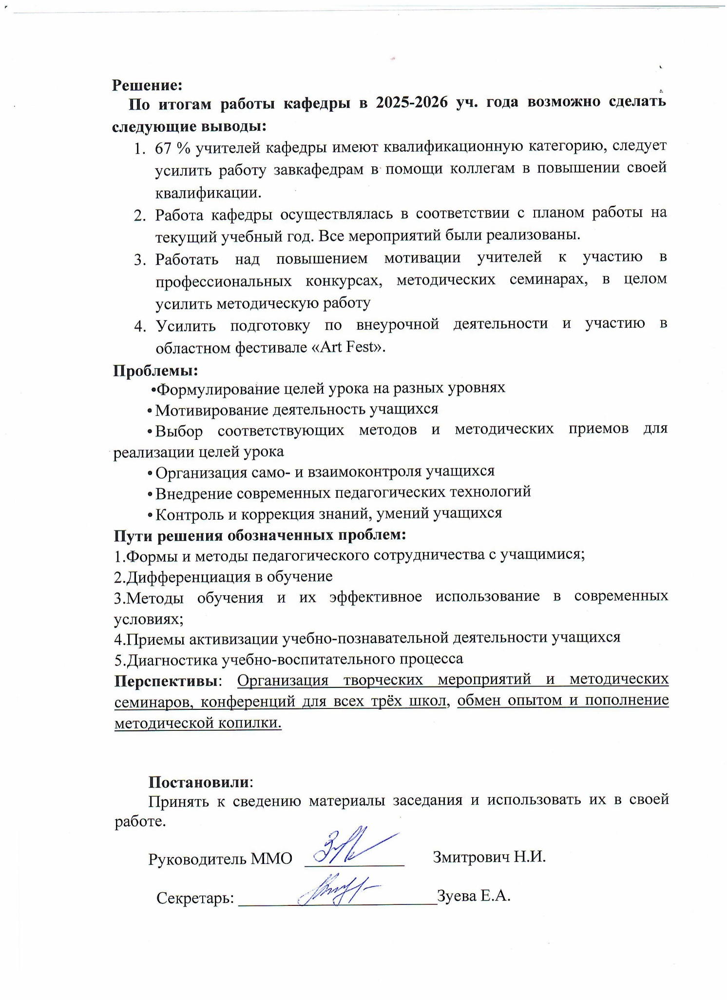 Решение:
По итогам работы кафедры в 2025-2026 уч. года возможно сделать
следующие выводы:
1. 67 % учителей кафедры имеют квалификационную категорию, следует
усилить работу завкафедрам в помощи коллегам в повышении своей
квалификации.
2. Работа кафедры осуществлялась в соответствии с планом работы на
текущий учебный год. Все мероприятий были реализованы.
3. Работать над повышением мотивации учителей к участию в
профессиональных конкурсах, методических семинарах, в целом
усилить методическую работу
4. Усилить подготовку по внеурочной деятельности и участию в
областном фестивале «Art Fest».
Проблемы:
•Формулирование целей урока на разных уровнях
• Мотивирование деятельность учащихся
• Выбор соответствующих методов и методических приемов для
реализации целей урока
• Организация само- и взаимоконтроля учащихся
• Внедрение современных педагогических технологий
• Контроль и коррекция знаний, умений учащихся
Пути решения обозначенных проблем:
1.Формы и методы педагогического сотрудничества с учащимися;
2.Дифференциация в обучение
3.Методы обучения и их эффективное использование в современных
условиях;
4.Приемы активизации учебно-познавательной деятельности учащихся
5.Диагностика учебно-воспитательного процесса
Перспективы: Организация творческих мероприятий и методических
семинаров, конференций для всех трёх школ, обмен опытом и пополнение
методической копилки.
Постановили:
Принять к сведению материалы заседания и использовать их в своей
работе.
Руководитель ММО ____________ Змитрович Н.И.
Секретарь: ________________________Зуева Е.А.